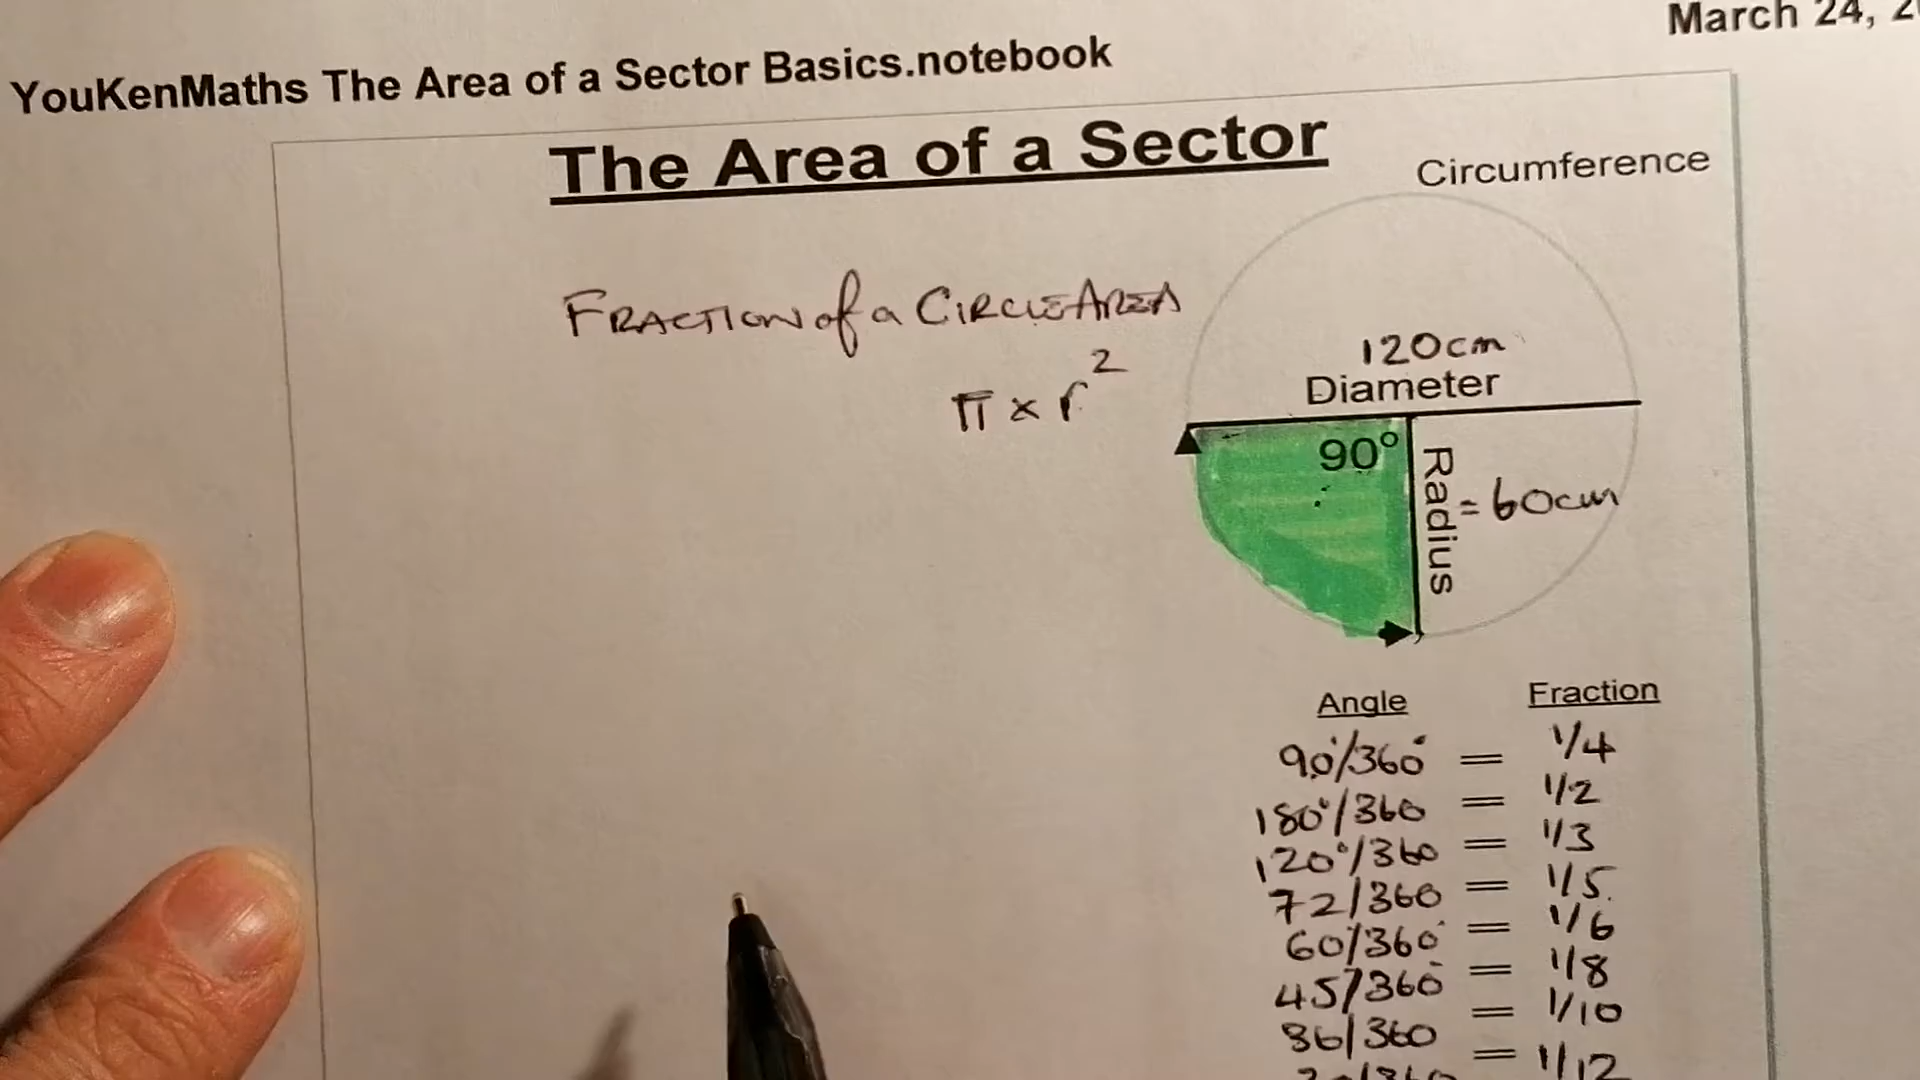 March 24, 2
YouKenMaths The Area of a Sector Basics.notebook
The Area of a Sector
Circumference
FRACTION of a CIRCLE AREA
π × r²
120cm
Diameter
90°
Radius
= 60cm
Angle Fraction
90°/360° = 1/4
180°/360 = 1/2
120°/360 = 1/3
72/360 = 1/5
60/360° = 1/6
45/360° = 1/8
36/360 = 1/10
= 1/12